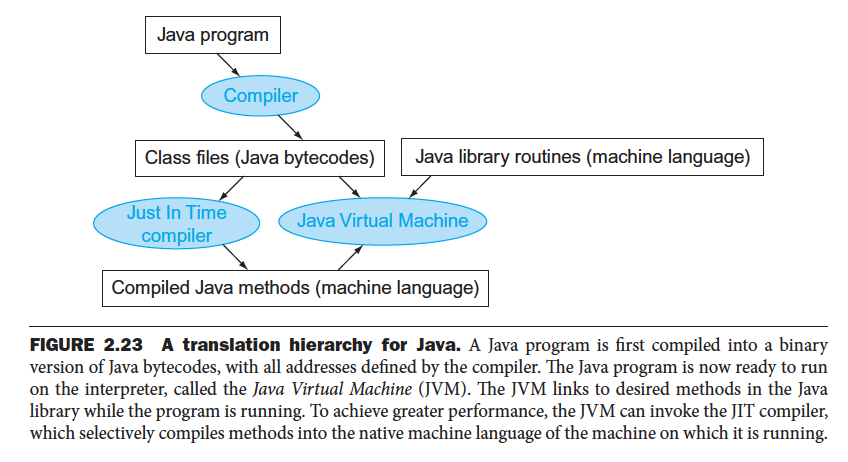 Java program
Compiler
Class files (Java bytecodes)
Java library routines (machine language)
Just In Time
compiler
Java Virtual Machine
Compiled Java methods (machine language)
FIGURE 2.23 A translation hierarchy for Java. A Java program is first compiled into a binary
version of Java bytecodes, with all addresses defined by the compiler. The Java program is now ready to run
on the interpreter, called the Java Virtual Machine (JVM). The JVM links to desired methods in the Java
library while the program is running. To achieve greater performance, the JVM can invoke the JIT compiler,
which selectively compiles methods into the native machine language of the machine on which it is running.